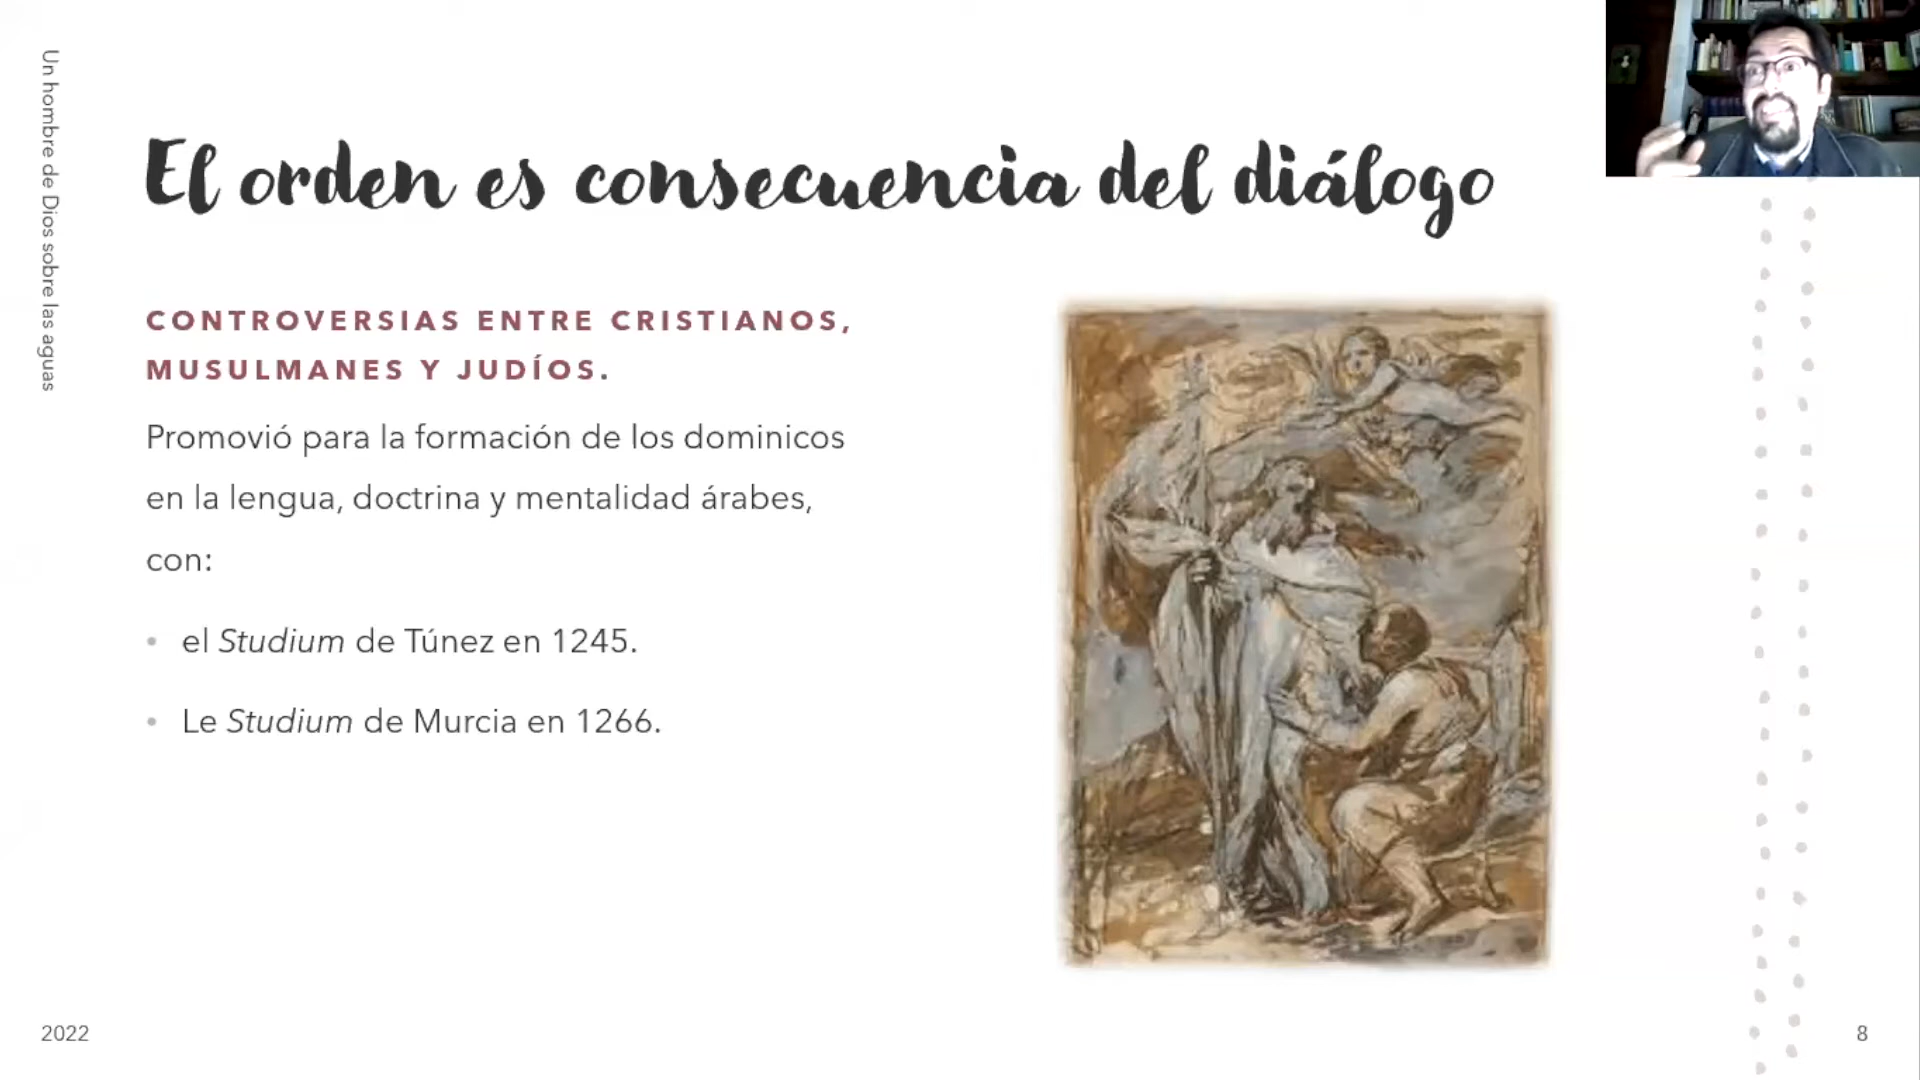 Un hombre de Dios sobre las aguas
El orden es consecuencia del diálogo
CONTROVERSIAS ENTRE CRISTIANOS,
MUSULMANES Y JUDÍOS.
Promovió para la formación de los dominicos
en la lengua, doctrina y mentalidad árabes,
con:
• el Studium de Túnez en 1245.
• Le Studium de Murcia en 1266.
2022
8